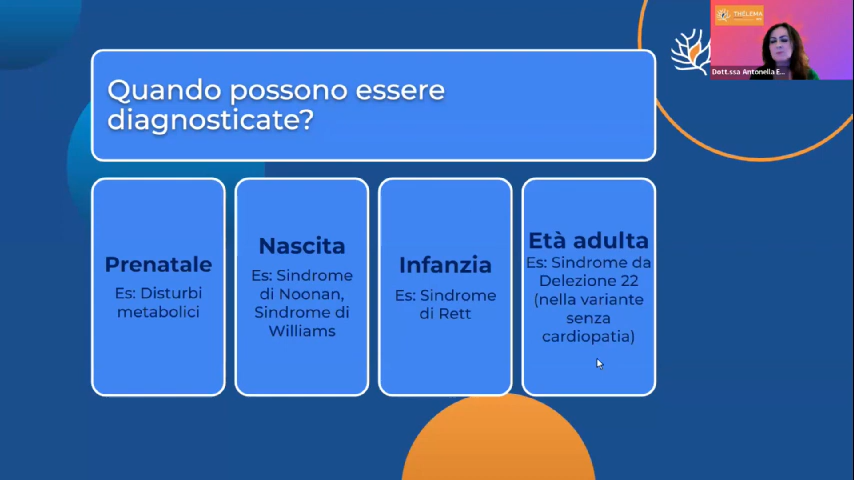 THELEMA
Dott.ssa Antonella E...
Quando possono essere
diagnosticate?
Prenatale
Es: Disturbi
metabolici
Nascita
Es: Sindrome
di Noonan,
Sindrome di
Williams
Infanzia
Es: Sindrome
di Rett
Età adulta
Es: Sindrome da
Delezione 22
(nella variante
senza
cardiopatia)